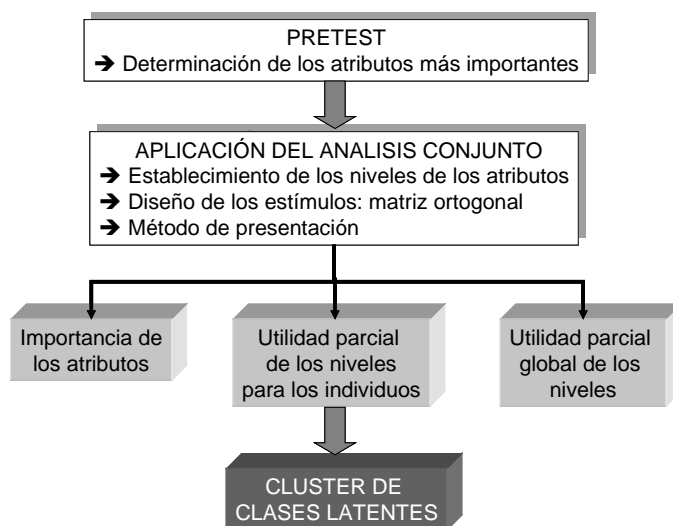 PRETEST
➔ Determinación de los atributos más importantes
APLICACIÓN DEL ANALISIS CONJUNTO
➔ Establecimiento de los niveles de los atributos
➔ Diseño de los estímulos: matriz ortogonal
➔ Método de presentación
Importancia de
los atributos
Utilidad parcial
de los niveles
para los individuos
Utilidad parcial
global de los
niveles
CLUSTER DE
CLASES LATENTES